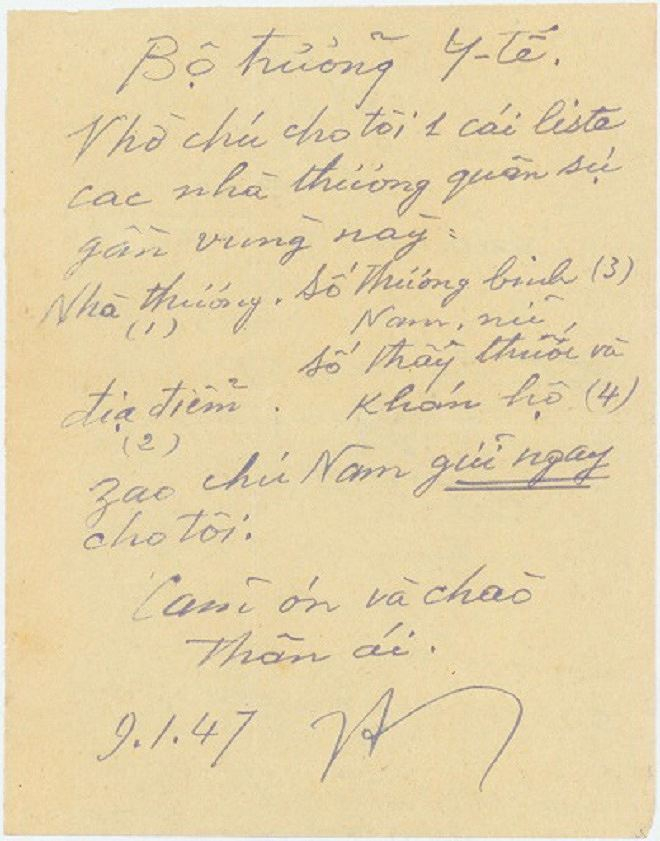 Bộ trưởng Y-tế.
Nhờ chú cho tôi 1 cái liste
các nhà thương quân sự
gần vùng này:
Nhà thương. Số thương binh (3)
(1) Nam, nữ,
Số thầy thuốc và
địa điểm. khán hộ (4)
(2)
zao chú Nam gửi ngay
cho tôi.
Cám ơn và chào
thân ái.
9.1.47